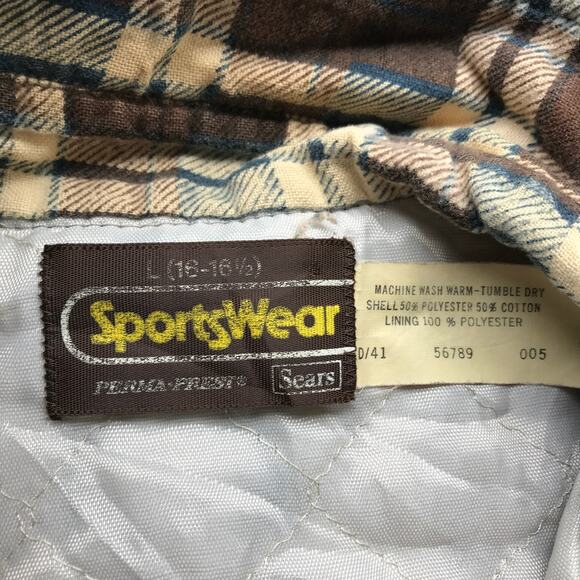 L (16-16½)
SportsWear
PERMA-PREST®
Sears
MACHINE WASH WARM-TUMBLE DRY
SHELL 50% POLYESTER 50% COTTON
LINING 100 % POLYESTER
D/41 56789 005